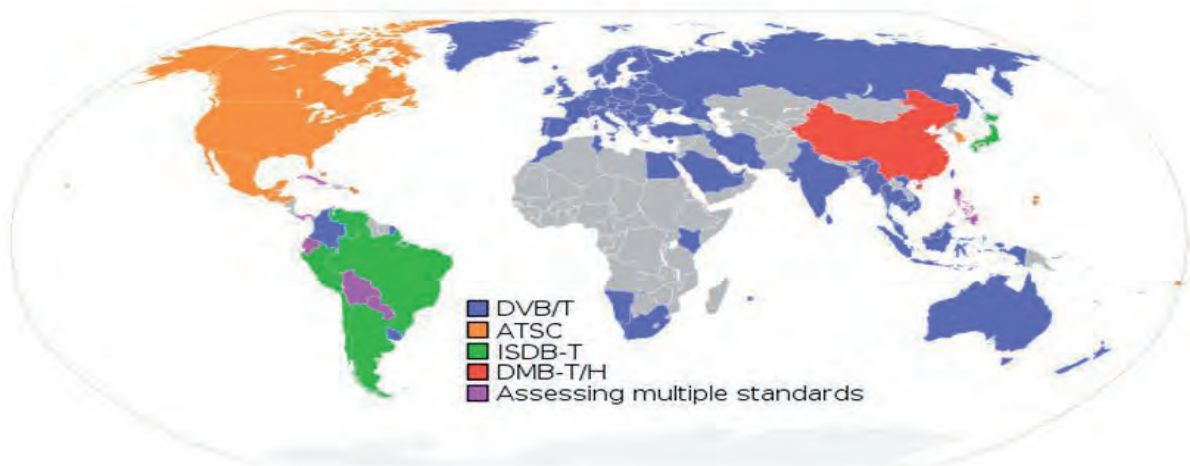 DVB/T
ATSC
ISDB-T
DMB-T/H
Assessing multiple standards